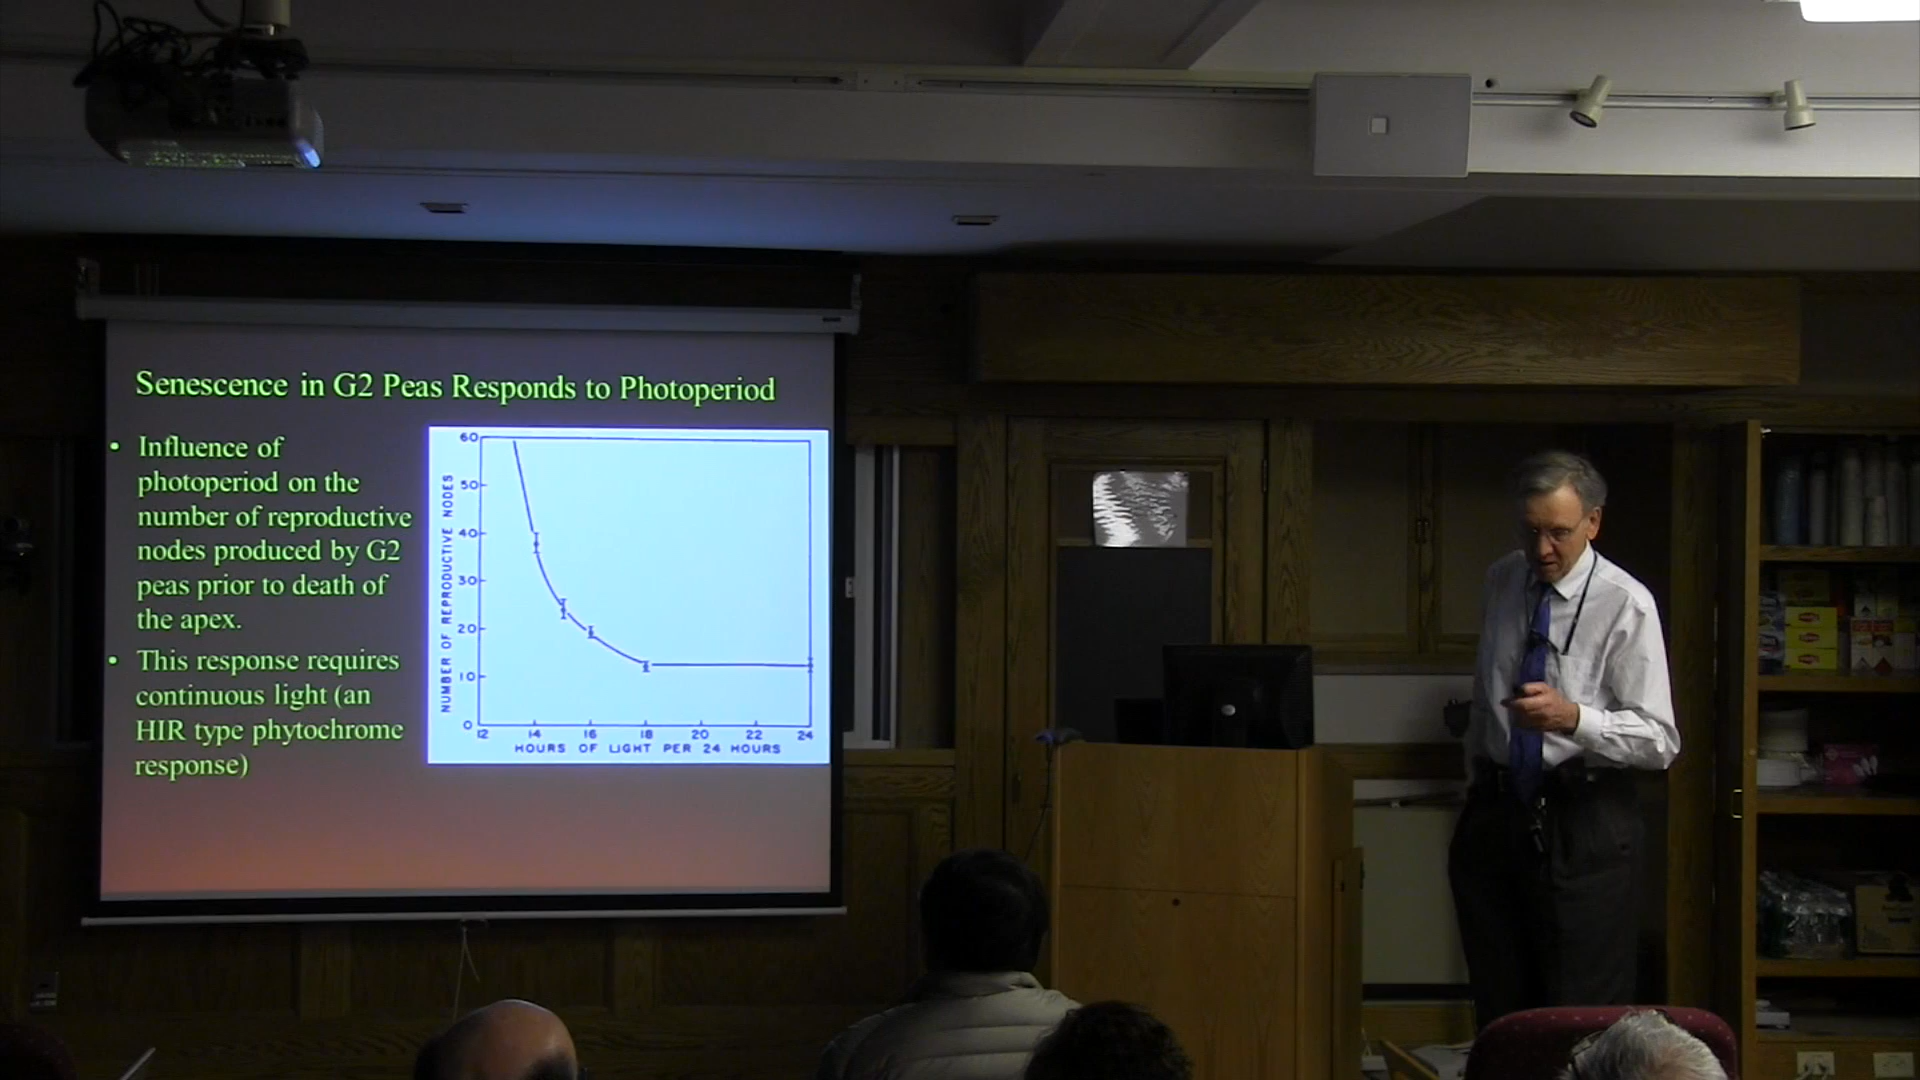 Senescence in G2 Peas Responds to Photoperiod
• Influence of
photoperiod on the
number of reproductive
nodes produced by G2
peas prior to death of
the apex.
• This response requires
continuous light (an
HIR type phytochrome
response)
NUMBER OF REPRODUCTIVE NODES
60
50
40
30
20
10
0
12 14 16 18 20 22 24
HOURS OF LIGHT PER 24 HOURS